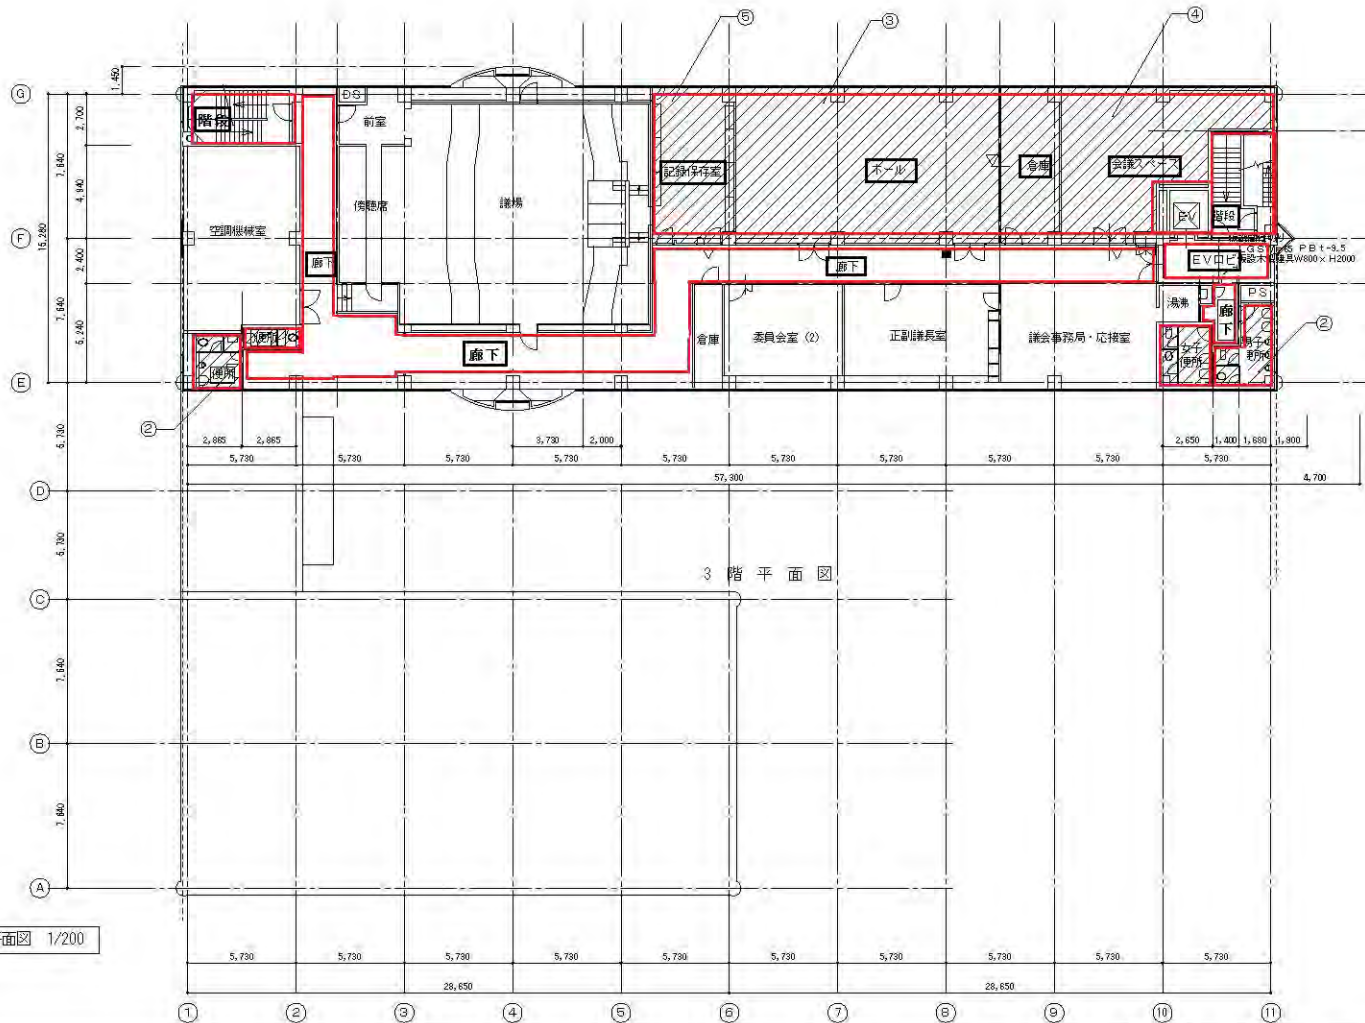 ⑤
③
④
1,460
G
DS
階段
前室
2,700
7,640
4,940
15,280
記録保存室
ホール
倉庫
会議スペース
傍聴席
議場
空調機械室
EV
階段
F
2,400
廊下
廊下
EVロビー
PBt-9.5
W800×H2000
PS
湯沸
廊下
7,640
6,240
便所
倉庫
委員会室(2)
正副議長室
議会事務局・応接室
女子
便所
男子
便所
②
廊下
便所
E
②
6,730
2,865
2,865
3,730
2,000
2,650
1,400
1,680
1,800
5,730
5,730
5,730
5,730
5,730
5,730
5,730
5,730
5,730
5,730
57,300
4,700
D
6,730
3 階 平 面 図
C
7,640
B
7,640
A
面図 1/200
5,730
5,730
5,730
5,730
5,730
5,730
5,730
5,730
5,730
5,730
28,650
28,650
①
②
③
④
⑤
⑥
⑦
⑧
⑨
⑩
⑪